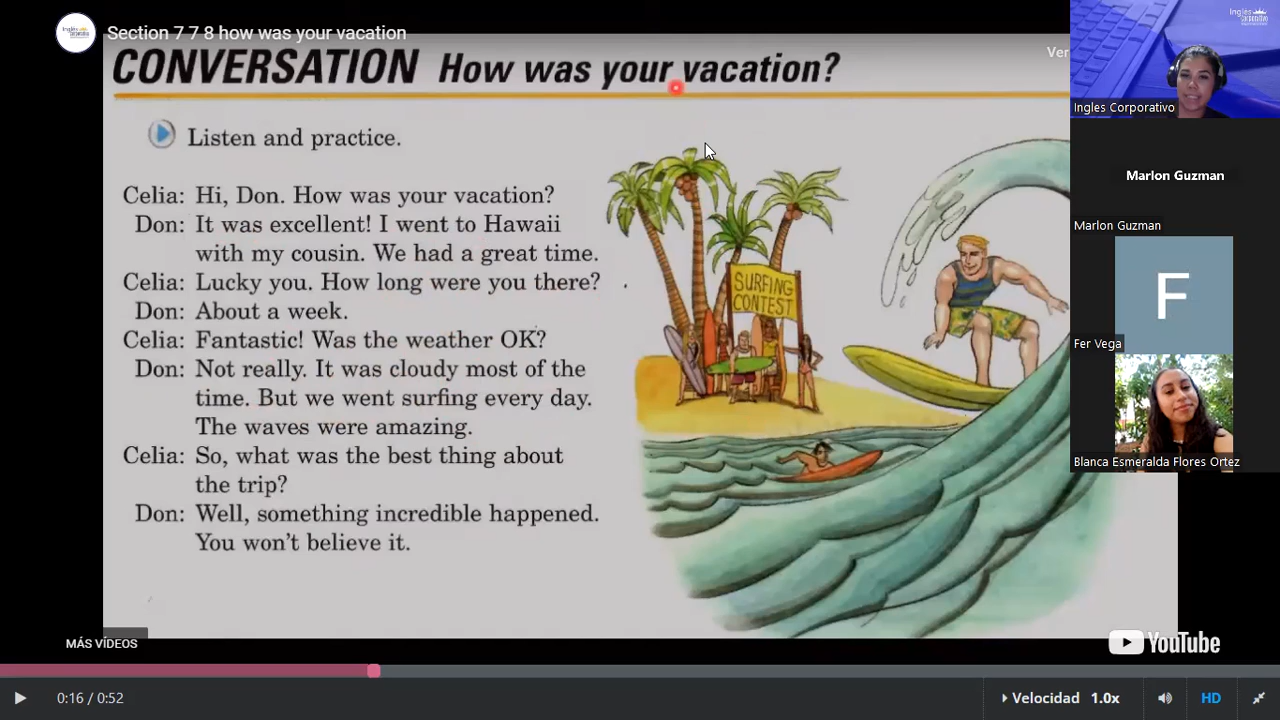 Section 7 7 8 how was your vacation
CONVERSATION How was your vacation?
Ver
Listen and practice.
Celia: Hi, Don. How was your vacation?
Don: It was excellent! I went to Hawaii
with my cousin. We had a great time.
Celia: Lucky you. How long were you there?
Don: About a week.
Celia: Fantastic! Was the weather OK?
Don: Not really. It was cloudy most of the
time. But we went surfing every day.
The waves were amazing.
Celia: So, what was the best thing about
the trip?
Don: Well, something incredible happened.
You won't believe it.
SURFING
CONTEST
Ingles Corporativo
Marlon Guzman
Marlon Guzman
F
Fer Vega
Blanca Esmeralda Flores Ortez
MÁS VÍDEOS
YouTube
0:16 / 0:52
Velocidad 1.0x
HD